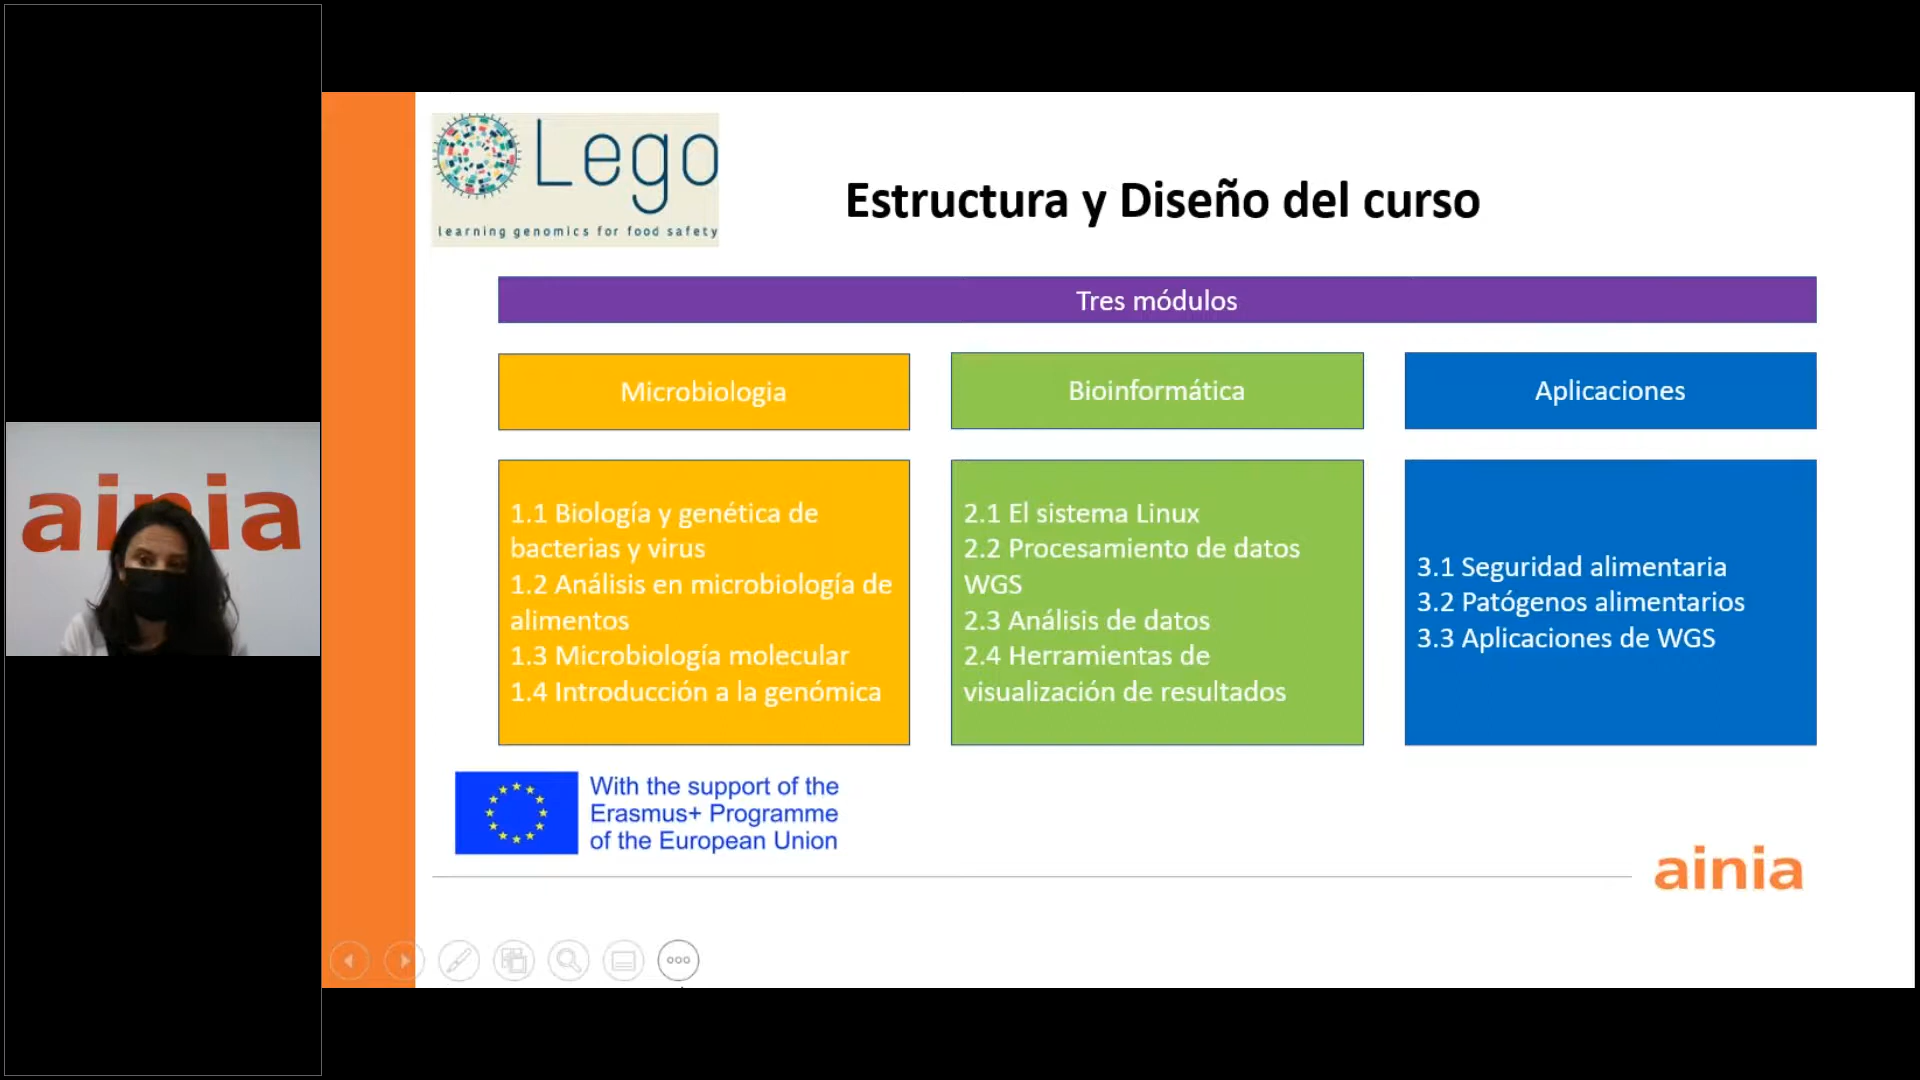 Lego
learning genomics for food safety
Estructura y Diseño del curso
Tres módulos
Microbiologia
Bioinformática
Aplicaciones
1.1 Biología y genética de
bacterias y virus
1.2 Análisis en microbiología de
alimentos
1.3 Microbiología molecular
1.4 Introducción a la genómica
2.1 El sistema Linux
2.2 Procesamiento de datos
WGS
2.3 Análisis de datos
2.4 Herramientas de
visualización de resultados
3.1 Seguridad alimentaria
3.2 Patógenos alimentarios
3.3 Aplicaciones de WGS
ainia
With the support of the
Erasmus+ Programme
of the European Union
ainia